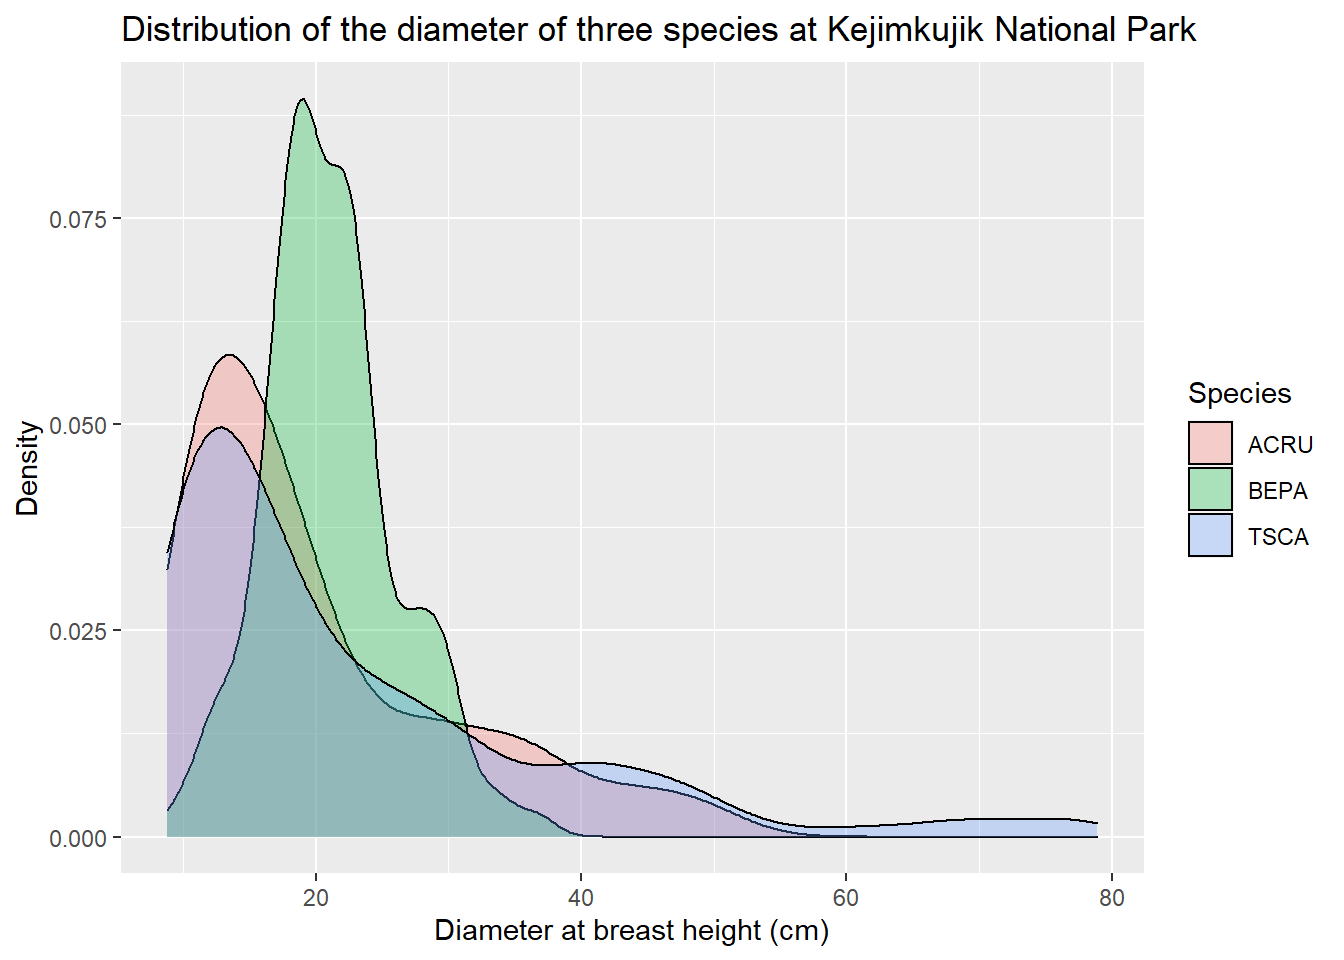 Distribution of the diameter of three species at Kejimkujik National Park
Density
0.075
0.050
0.025
0.000
20 40 60 80
Diameter at breast height (cm)
Species
ACRU
BEPA
TSCA